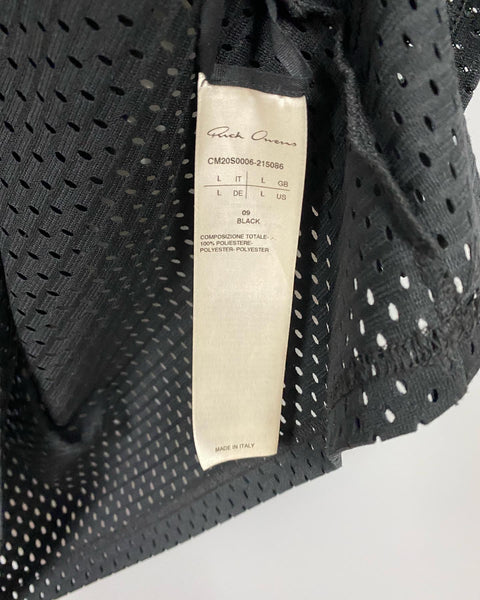 Rick Owens
CM20S0006-215086
L IT L GB
L DE L US
09
BLACK
COMPOSIZIONE TOTALE- :-
100% POLIESTERE-
POLYESTER- POLYESTER
MADE IN ITALY